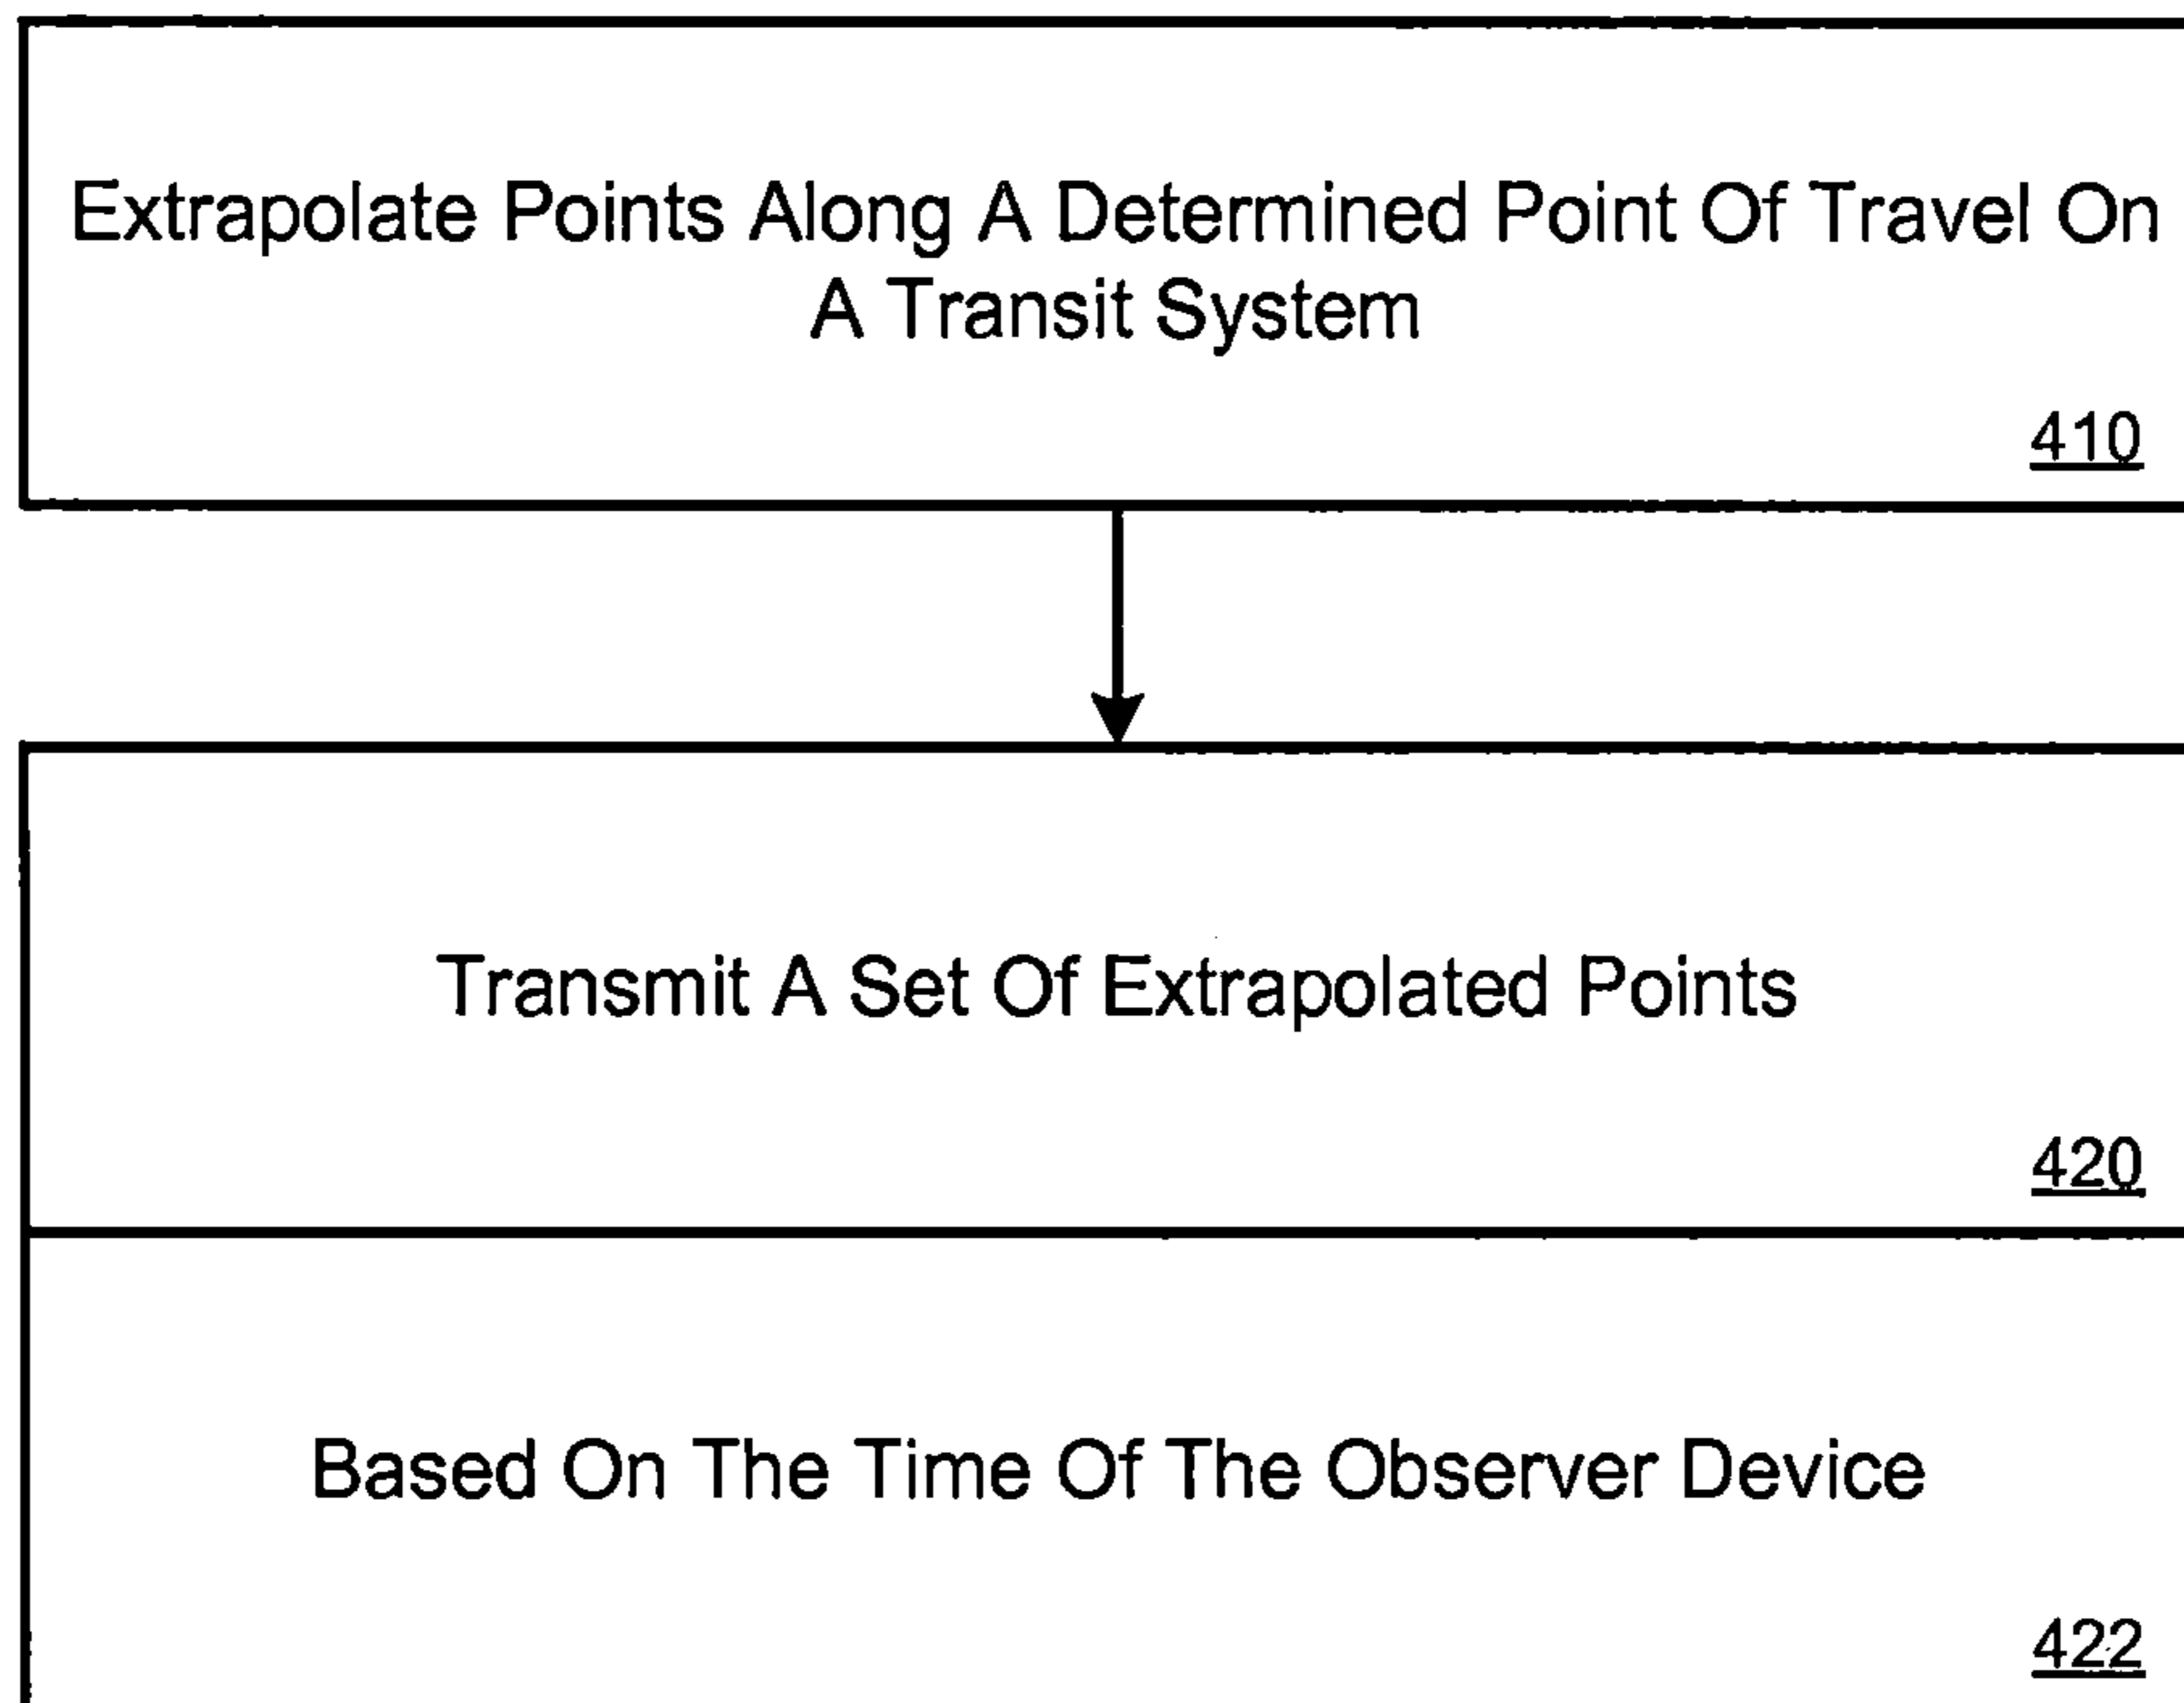 Extrapolate Points Along A Determined Point Of Travel On
A Transit System
410
Transmit A Set Of Extrapolated Points
420
Based On The Time Of The Observer Device
422